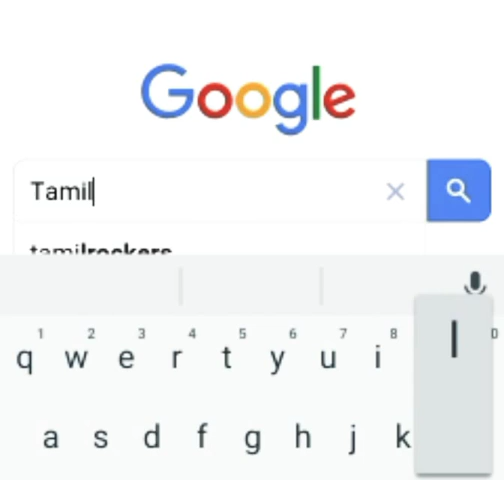 Google
Tamil
tamilrockers
1 2 3 4 5 6 7 8 0
q w e r t y u i l
a s d f g h j k